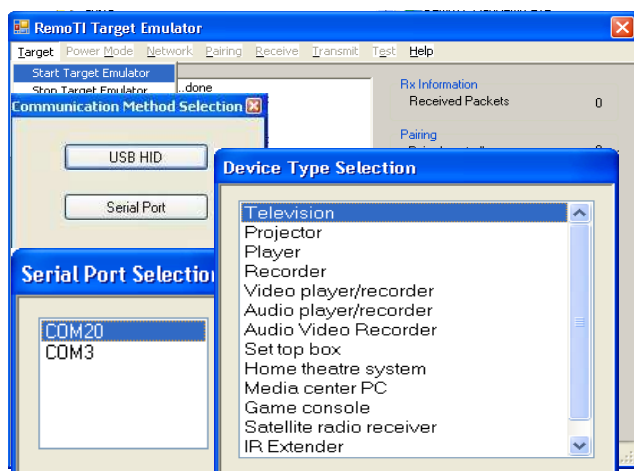 RemoTI Target Emulator
Target Power Mode Network Pairing Receive Transmit Test Help
Start Target Emulator
Stop Target Emulator
..done
Rx Information
Received Packets 0
Pairing
Communication Method Selection
USB HID
Serial Port
Device Type Selection
Television
Projector
Player
Recorder
Video player/recorder
Audio player/recorder
Audio Video Recorder
Set top box
Home theatre system
Media center PC
Game console
Satellite radio receiver
IR Extender
Serial Port Selection
COM20
COM3